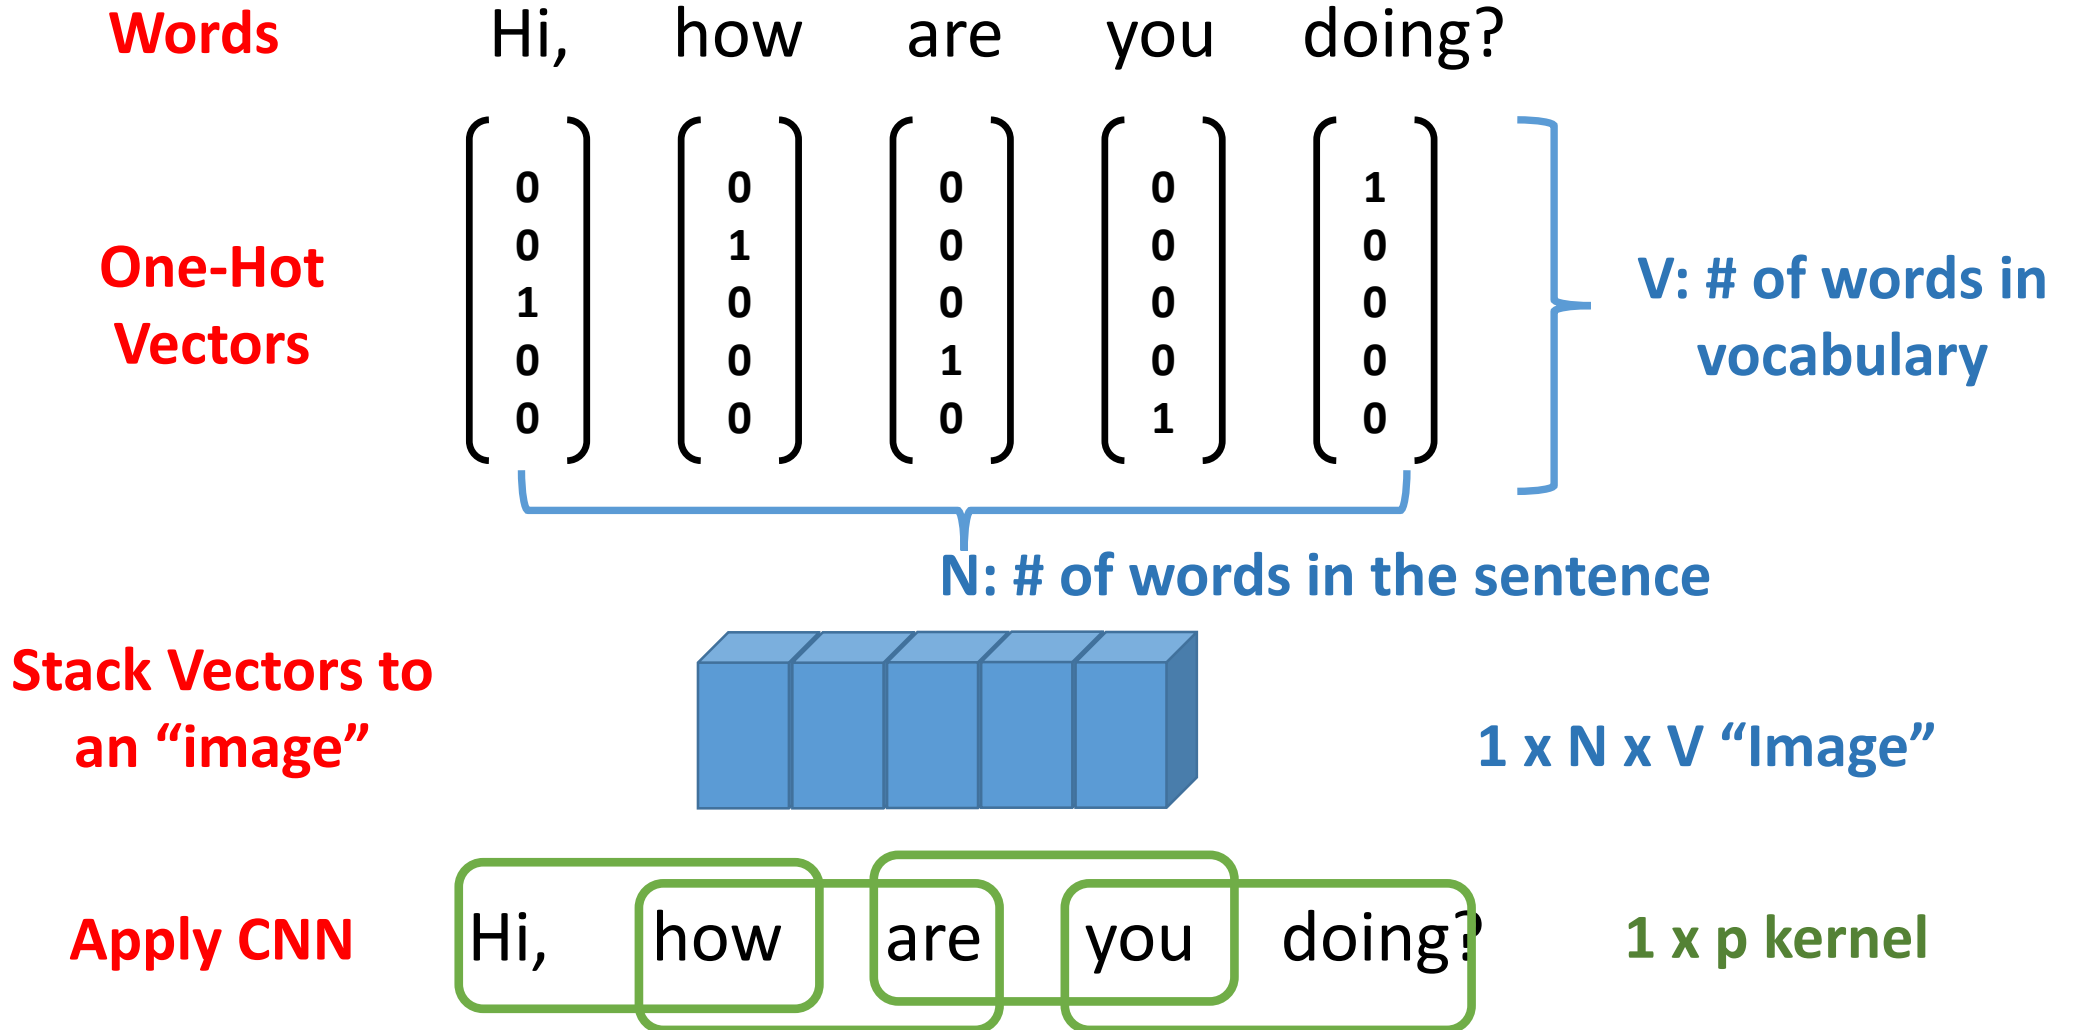 Words Hi, how are you doing?
0 0 0 0 1
One-Hot 0 1 0 0 0 V: # of words in
1 0 0 0 0
Vectors 0 0 1 0 0 vocabulary
0 0 0 1 0
N: # of words in the sentence
Stack Vectors to
an “image” 1 x N x V “Image”
Apply CNN Hi, how are you doing? 1 x p kernel